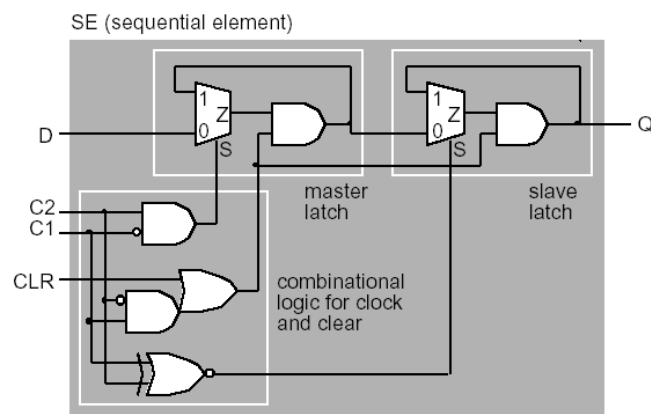 SE (sequential element)
1
Z
0
S
D
master
latch
1
Z
0
S
Q
slave
latch
C2
C1
CLR
combinational
logic for clock
and clear